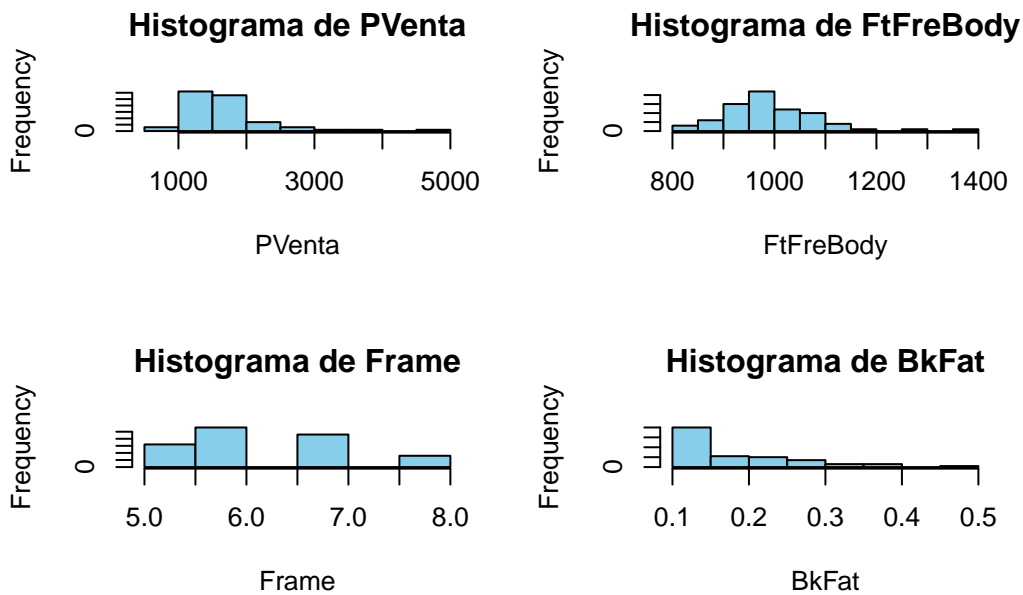 Histograma de PVenta
Frequency
0
1000 3000 5000
PVenta
Histograma de FtFreBody
Frequency
0
800 1000 1200 1400
FtFreBody
Histograma de Frame
Frequency
0
5.0 6.0 7.0 8.0
Frame
Histograma de BkFat
Frequency
0
0.1 0.2 0.3 0.4 0.5
BkFat